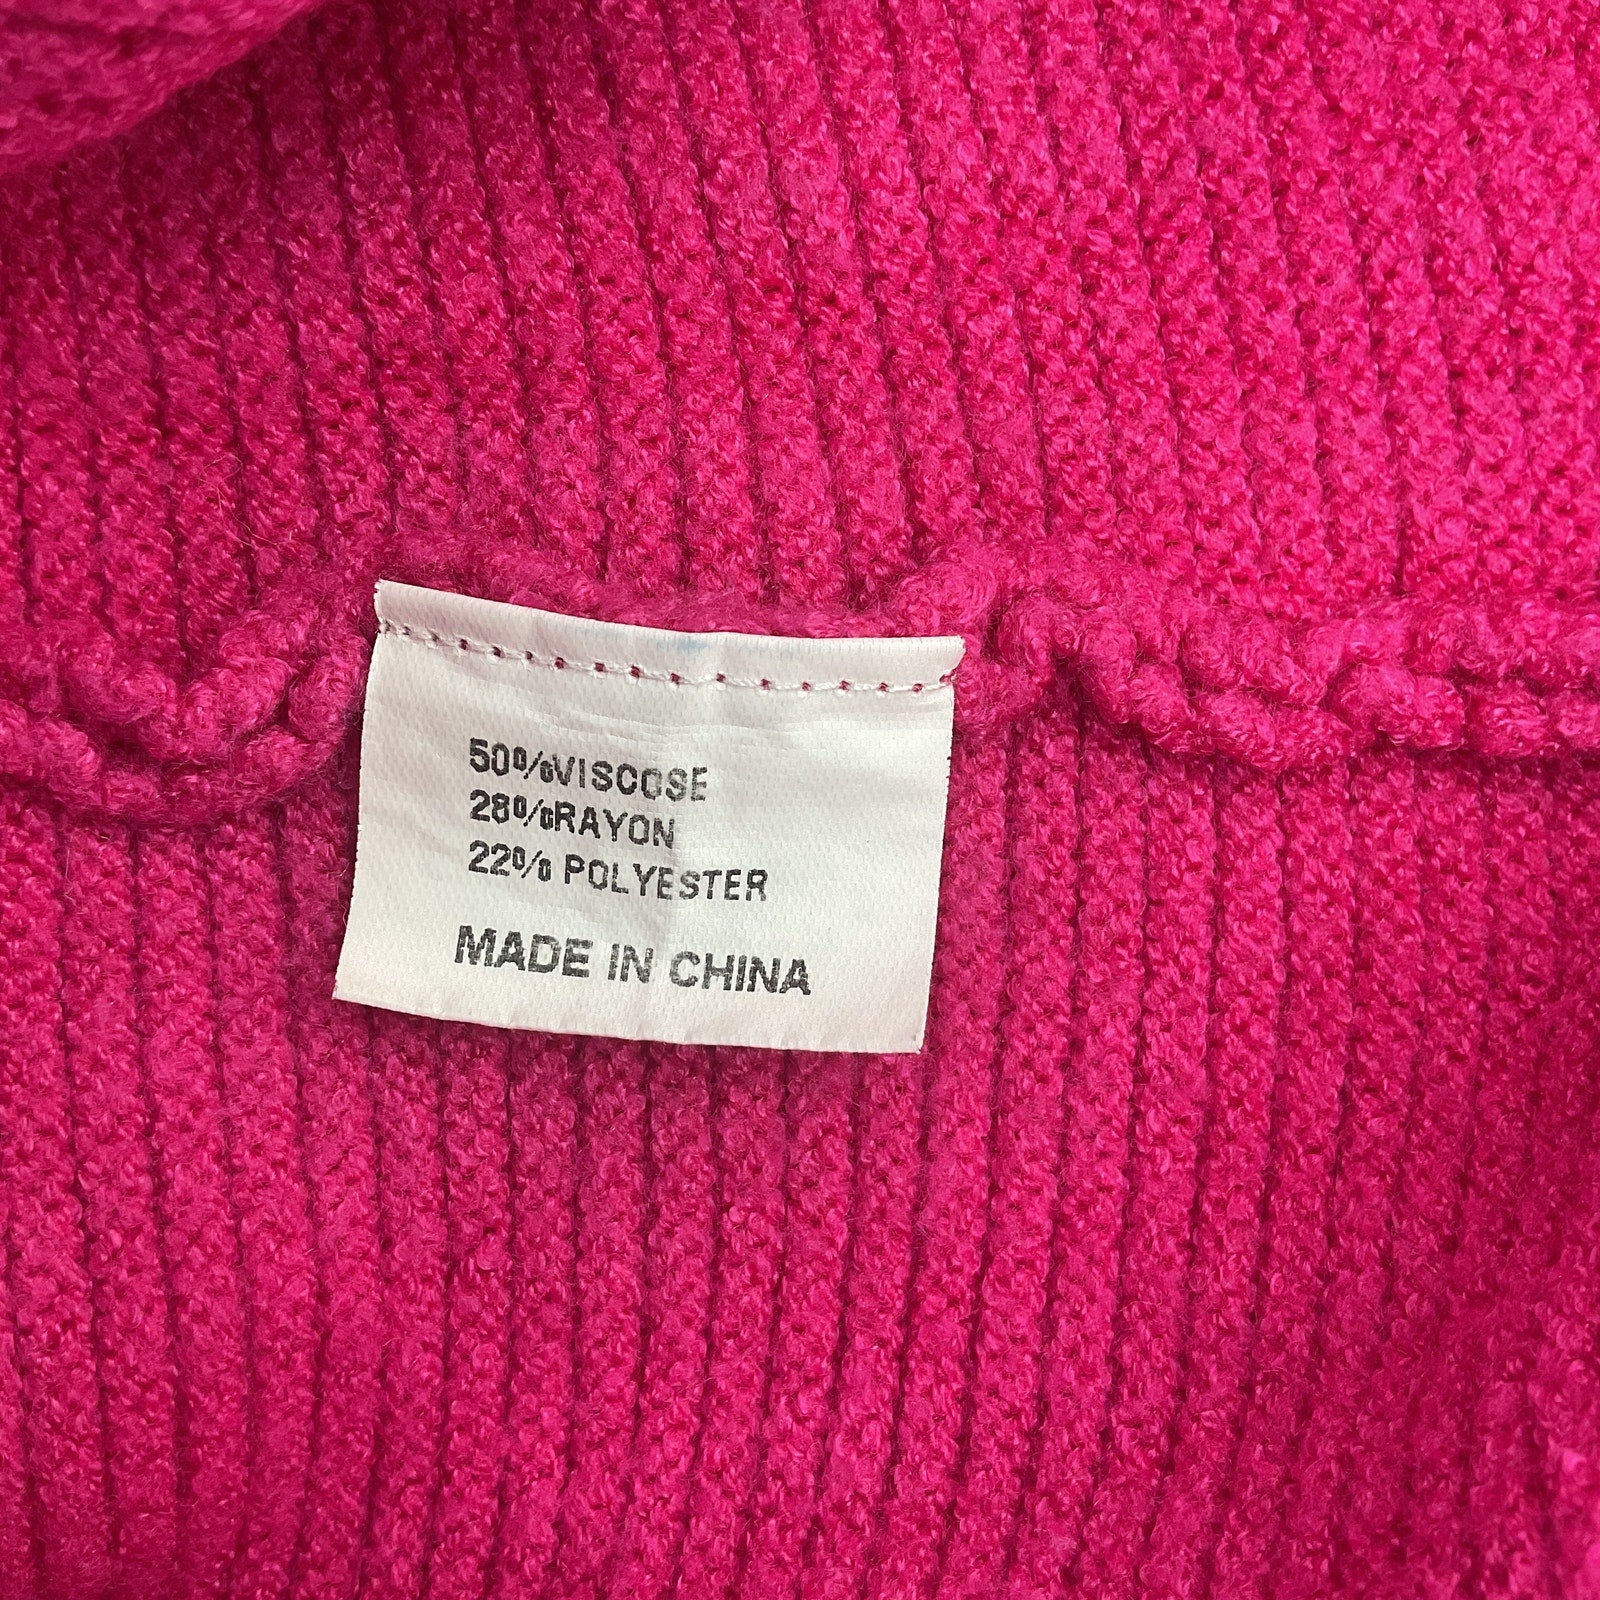 50%VISCOSE
28%RAYON
22% POLYESTER
MADE IN CHINA